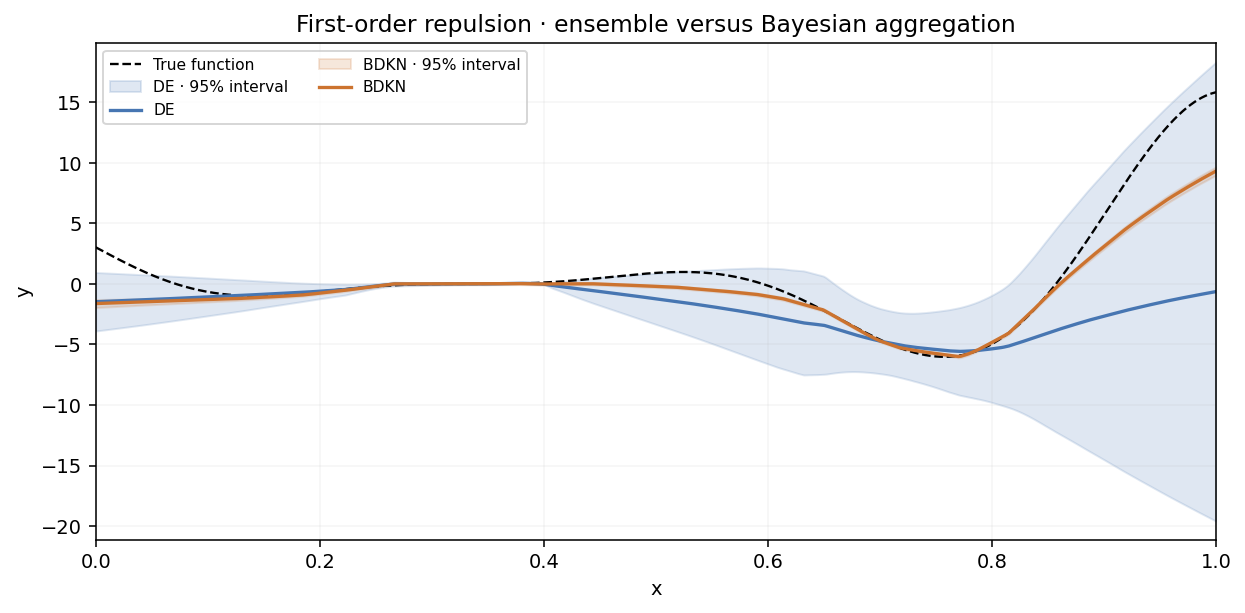 First-order repulsion · ensemble versus Bayesian aggregation
True function
DE · 95% interval
DE
BDKN · 95% interval
BDKN
y
15
10
5
0
−5
−10
−15
−20
0.0 0.2 0.4 0.6 0.8 1.0
x